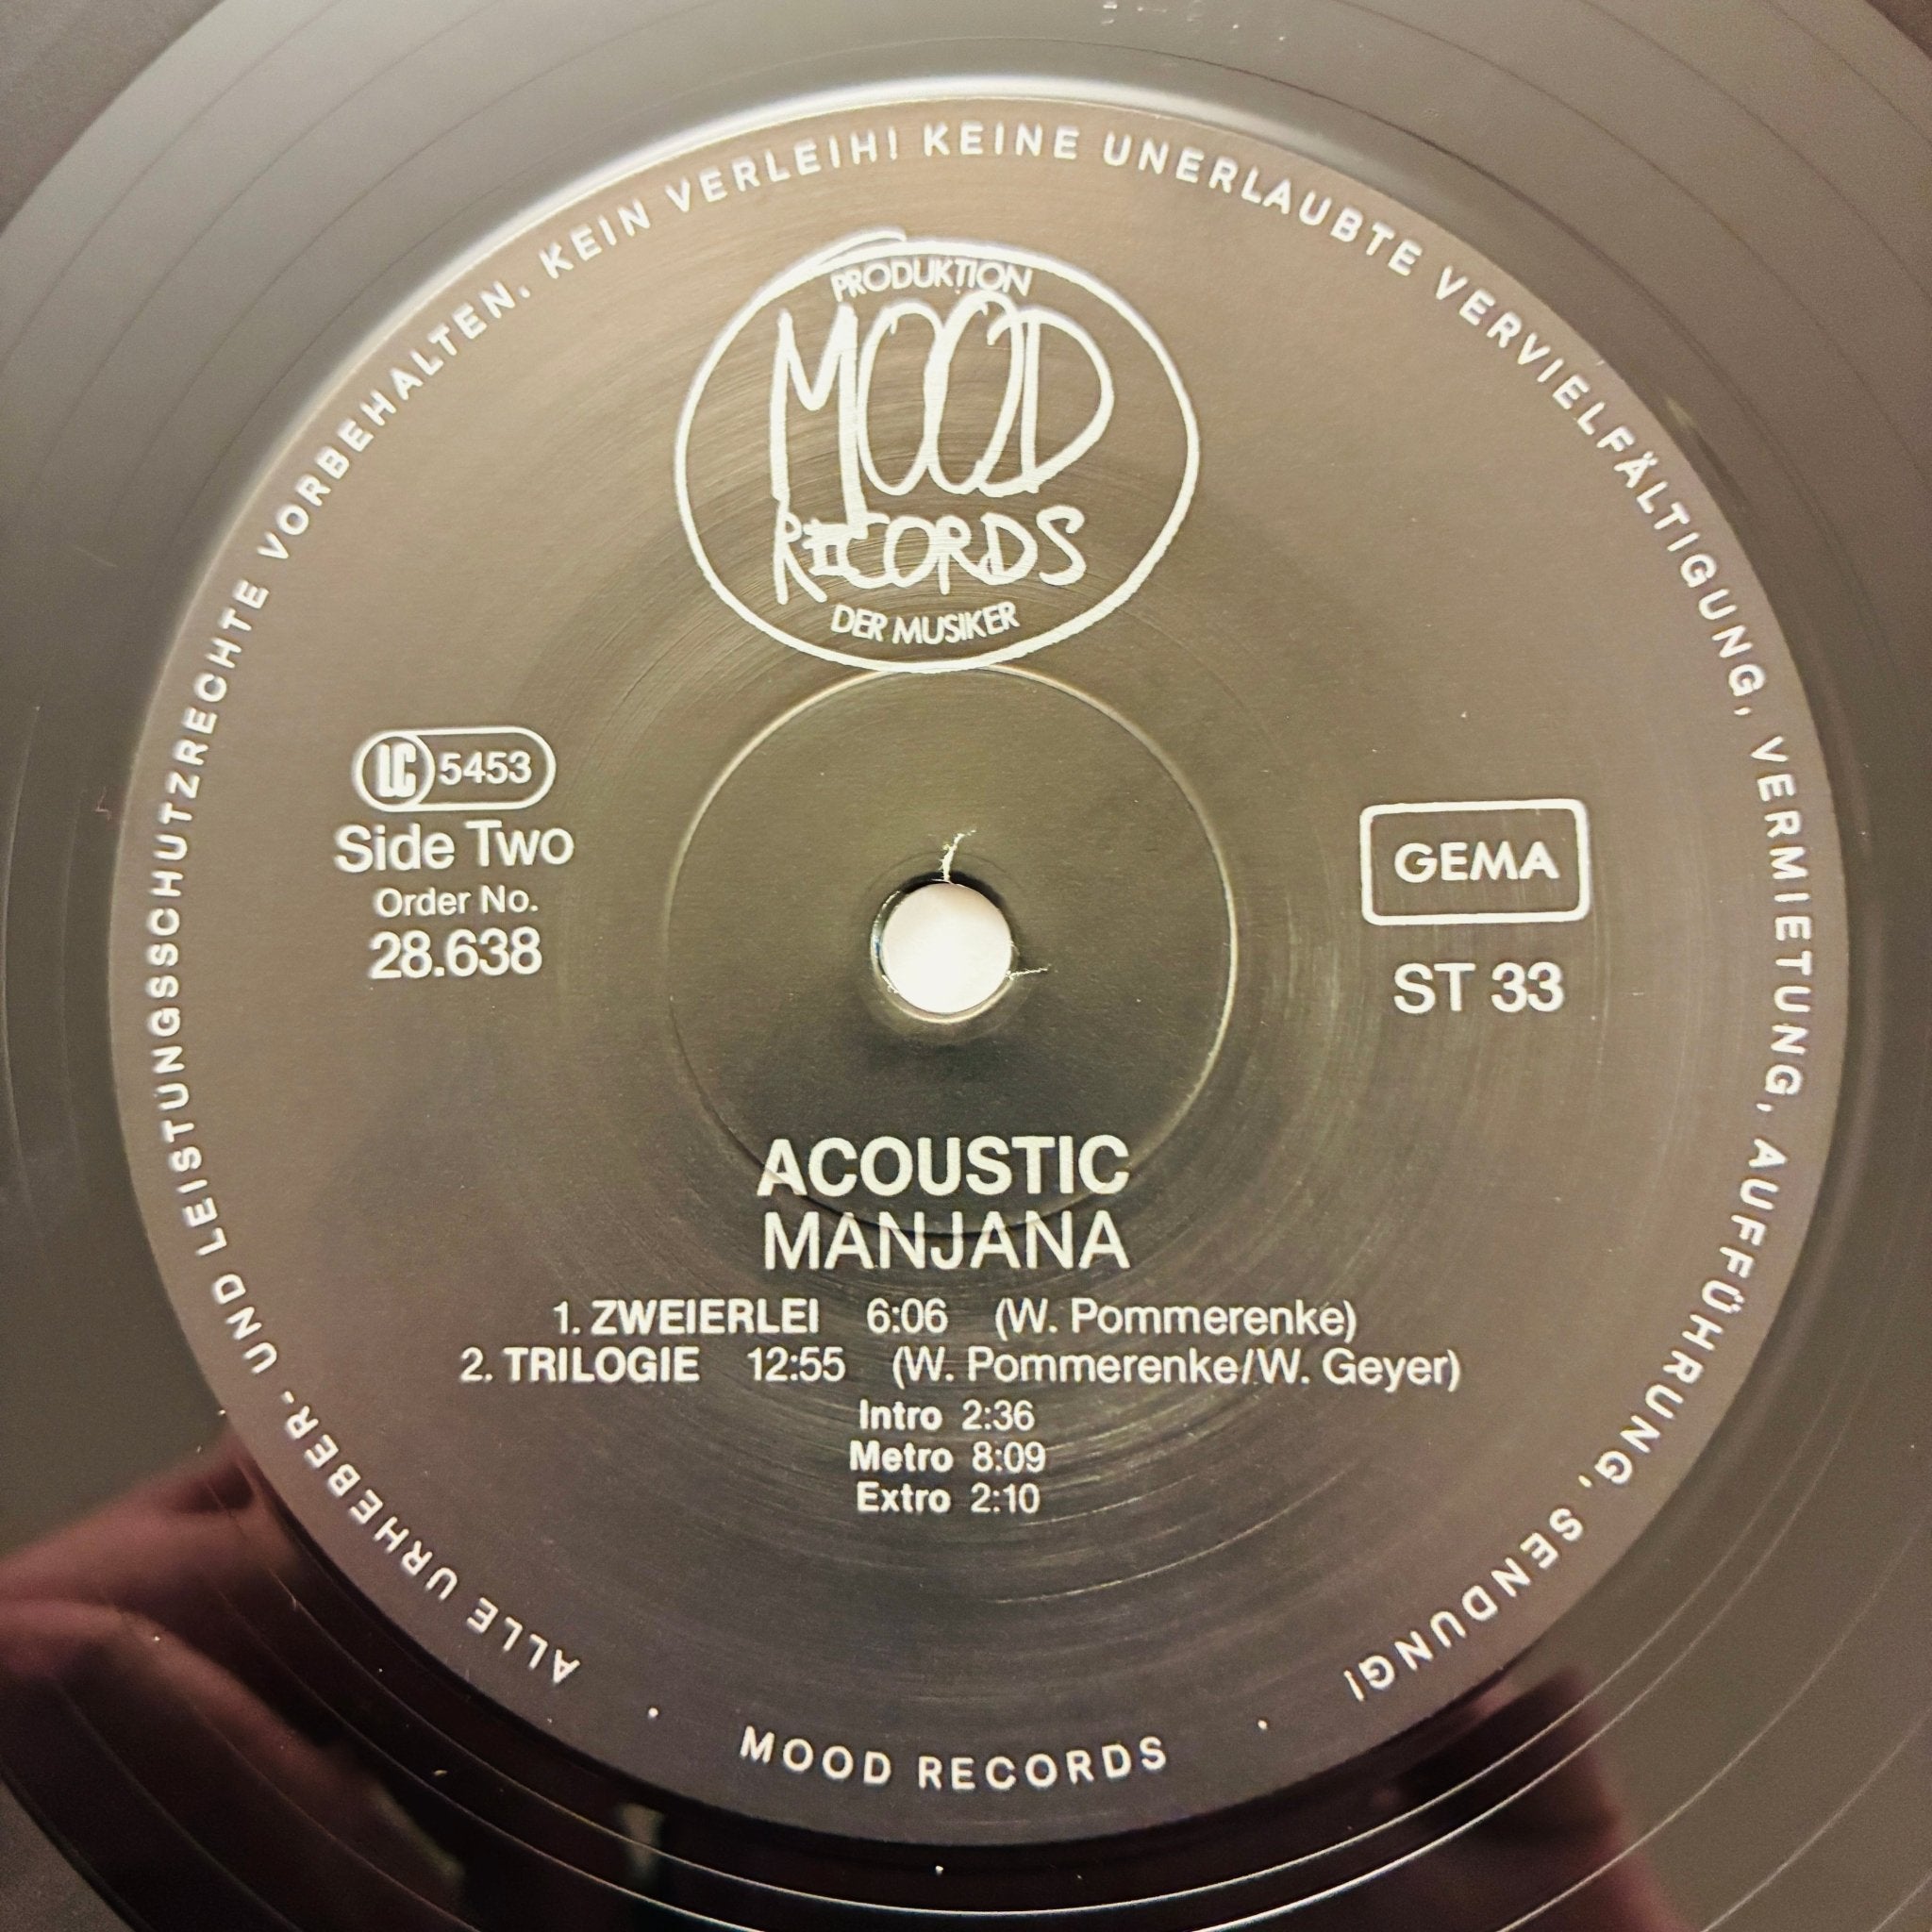 ALLE URHEBER- UND LEISTUNGSSCHUTZRECHTE VORBEHALTEN. KEIN VERLEIH! KEINE UNERLAUBTE VERVIELFÄLTIGUNG, VERMIETUNG, AUFFÜHRUNG, SENDUNG!
PRODUKTION
MOOD
RECORDS
DER MUSIKER
LC 5453
Side Two
Order No.
28.638
GEMA
ST 33
ACOUSTIC
MANJANA
1. ZWEIERLEI 6:06 (W. Pommerenke)
2. TRILOGIE 12:55 (W. Pommerenke/W. Geyer)
Intro 2:36
Metro 8:09
Extro 2:10
· MOOD RECORDS ·